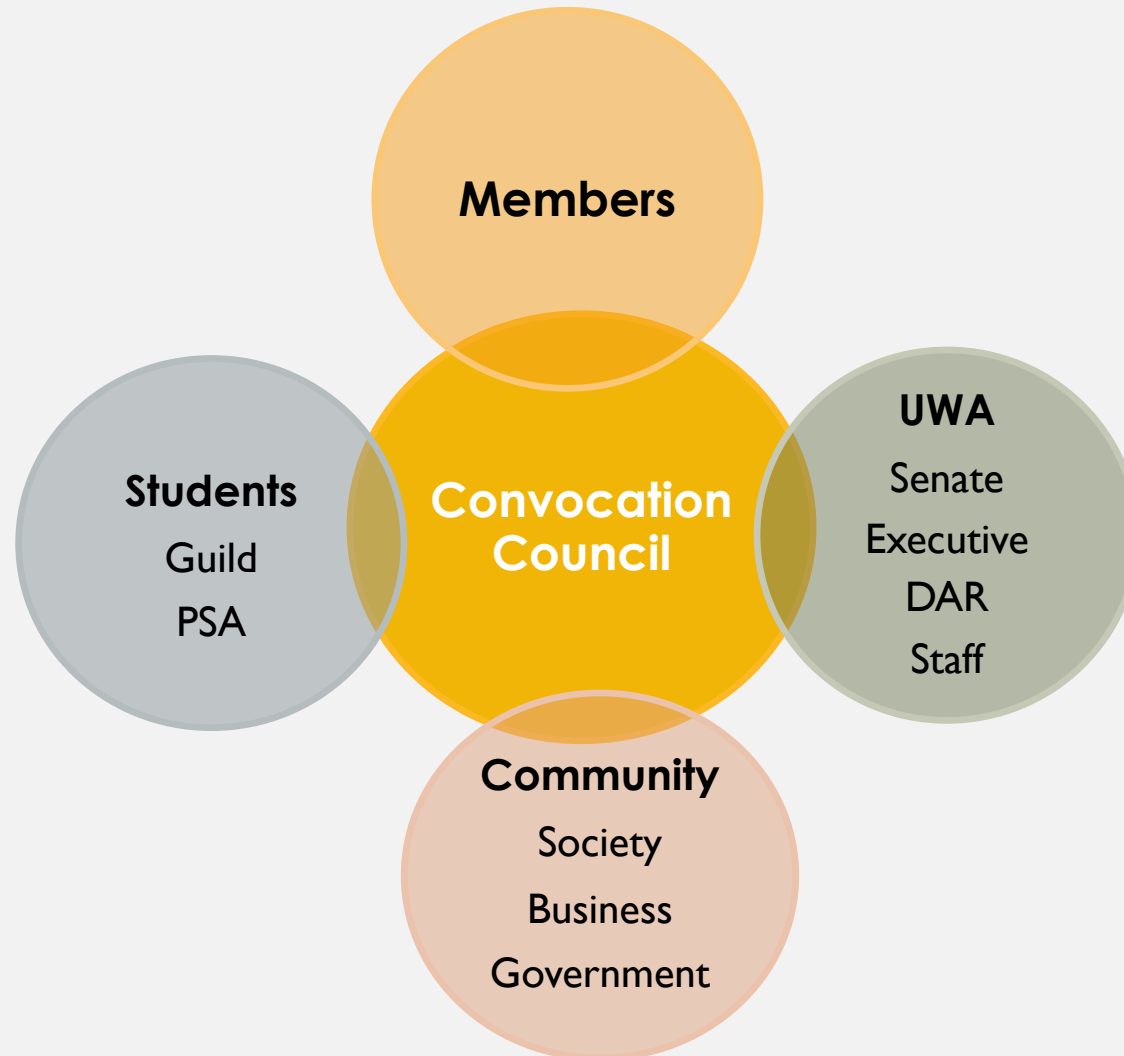 Members
Students
Guild
PSA
Convocation
Council
UWA
Senate
Executive
DAR
Staff
Community
Society
Business
Government